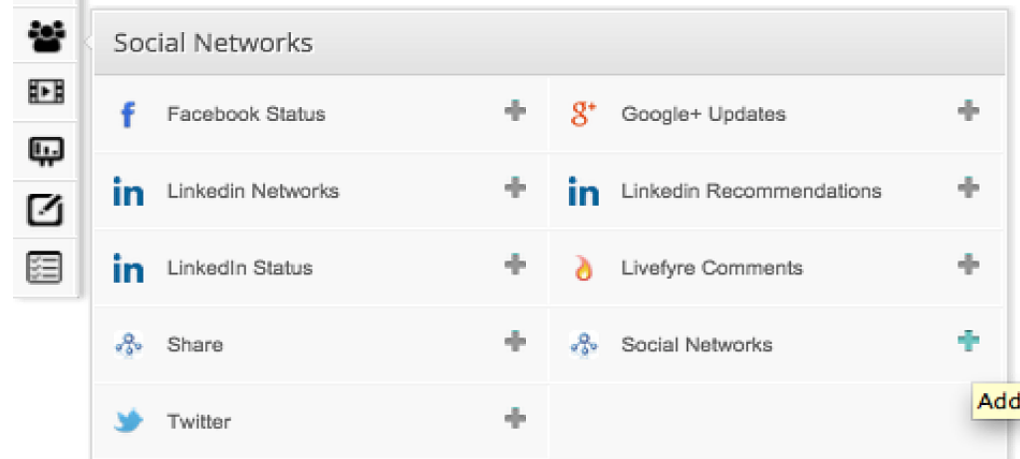 Social Networks
Facebook Status
Google+ Updates
Linkedin Networks
Linkedin Recommendations
LinkedIn Status
Livefyre Comments
Share
Social Networks
Add
Twitter